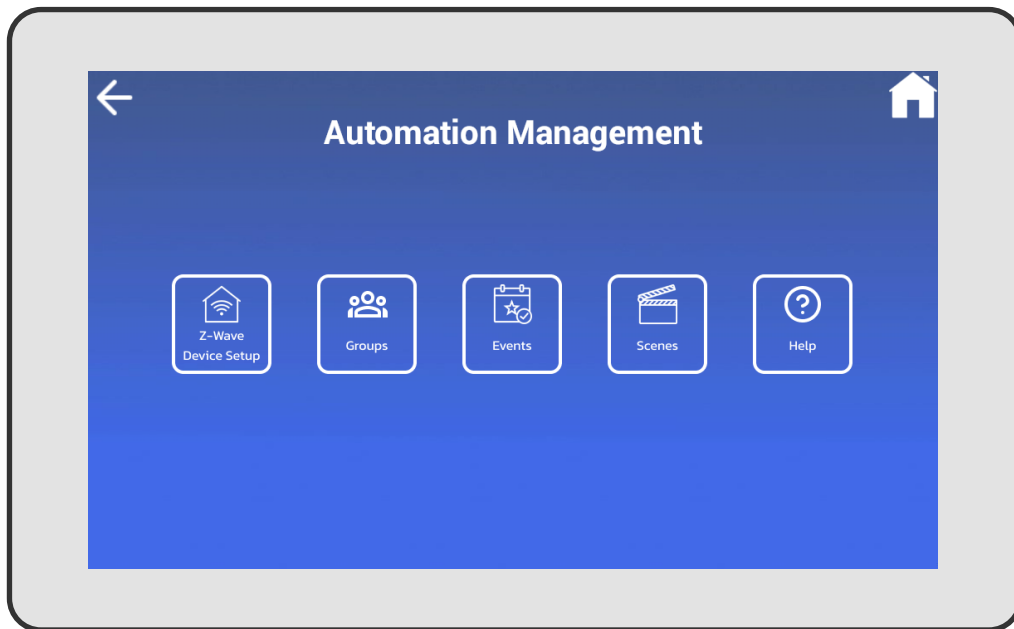 Automation Management
Z-Wave
Device Setup
Groups
Events
Scenes
Help